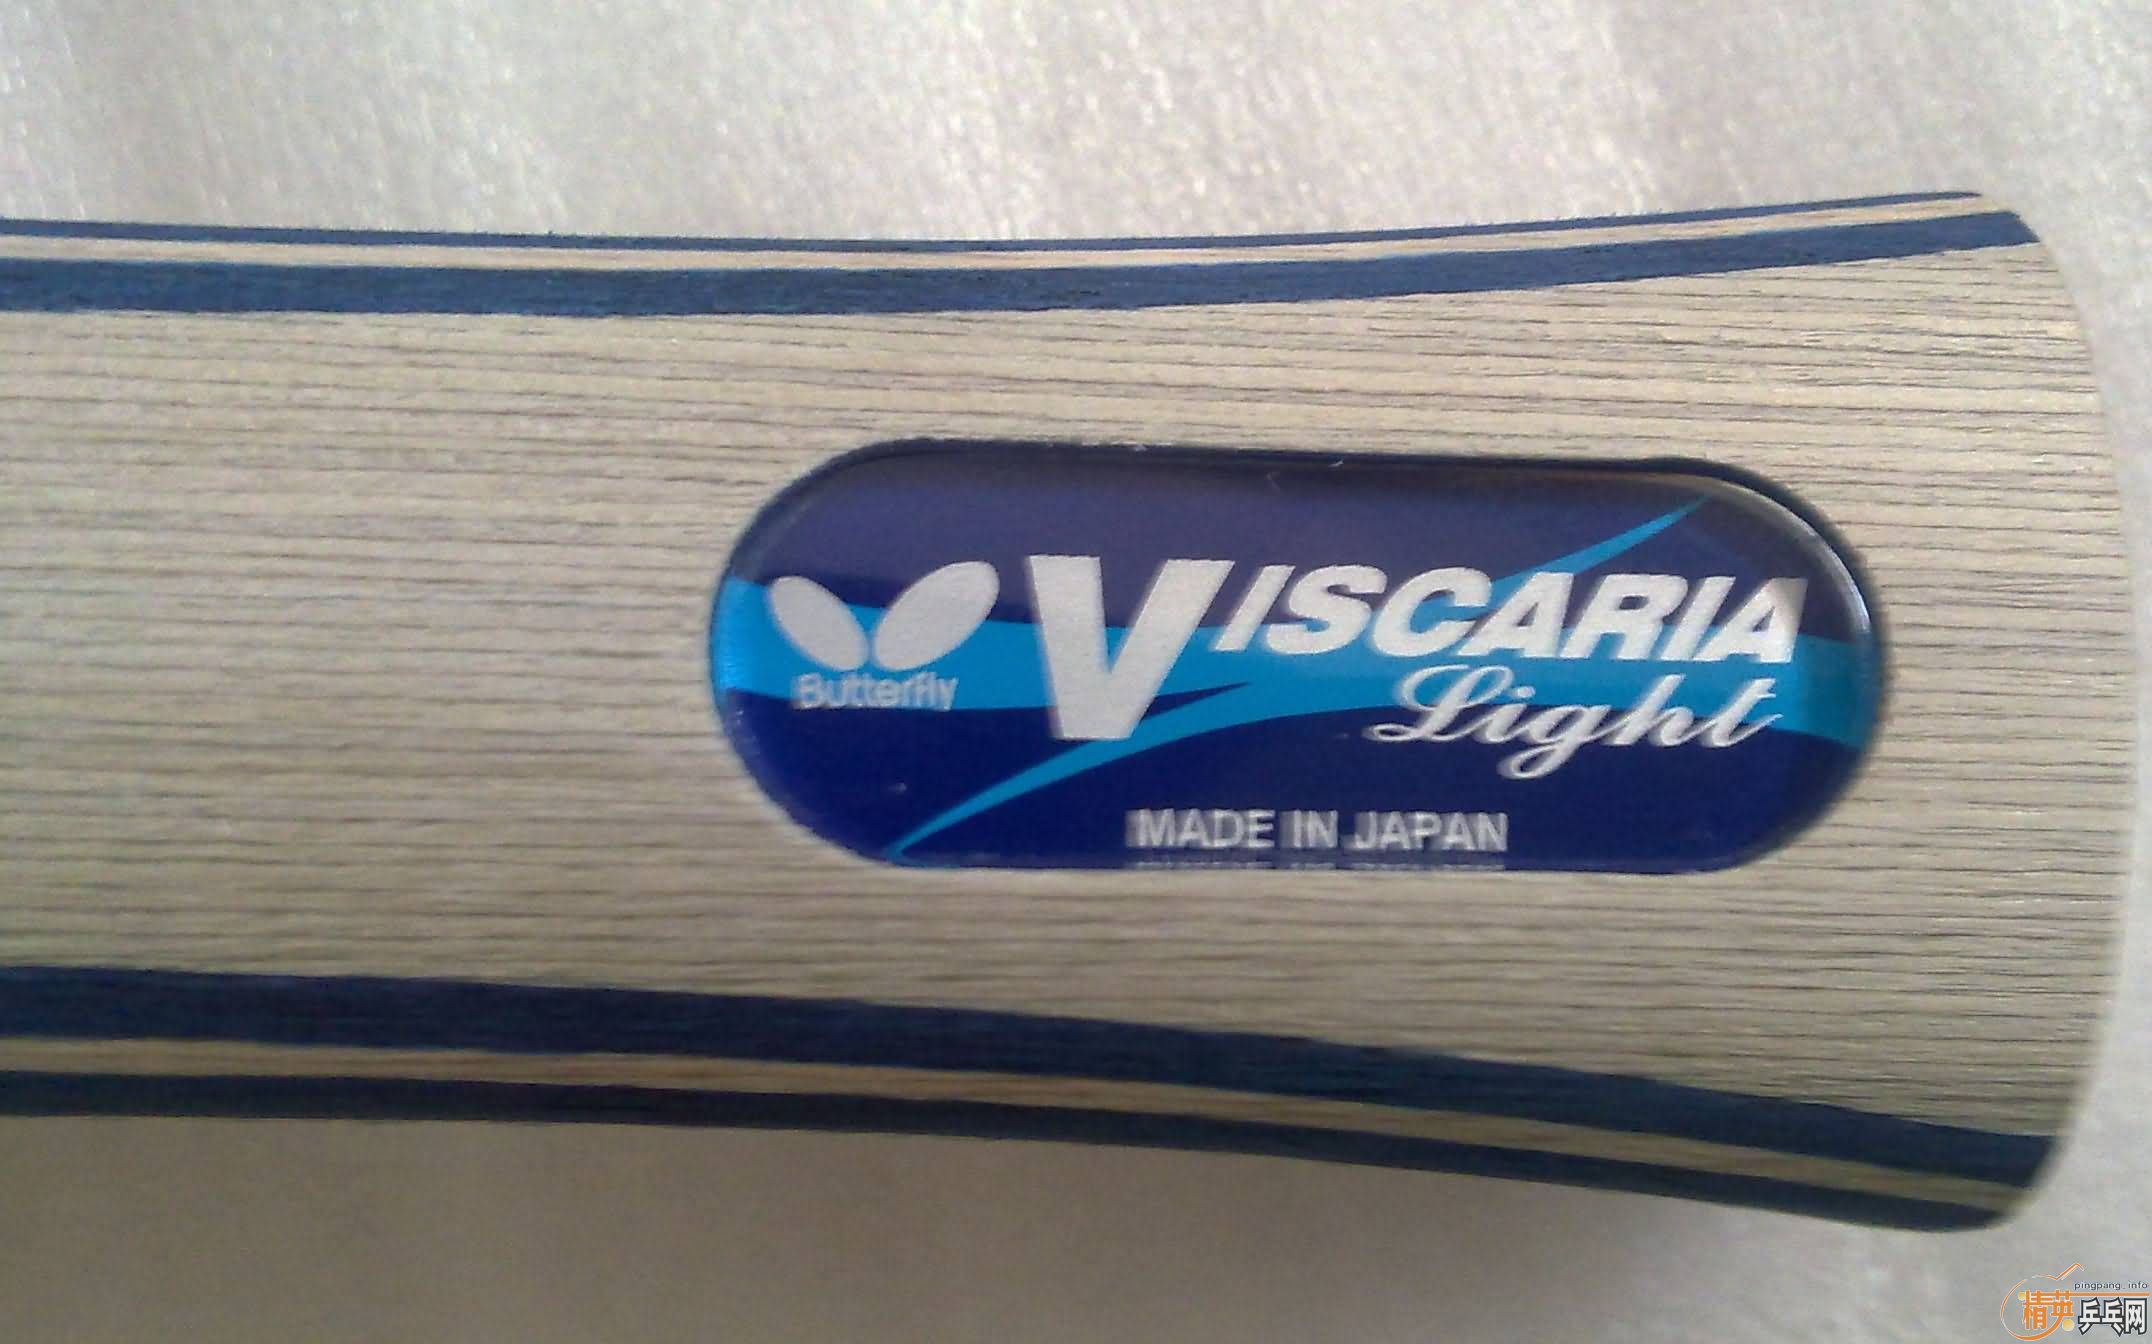 Butterfly
VISCARIA
Light
MADE IN JAPAN
pingpang.info
精英乒乓网